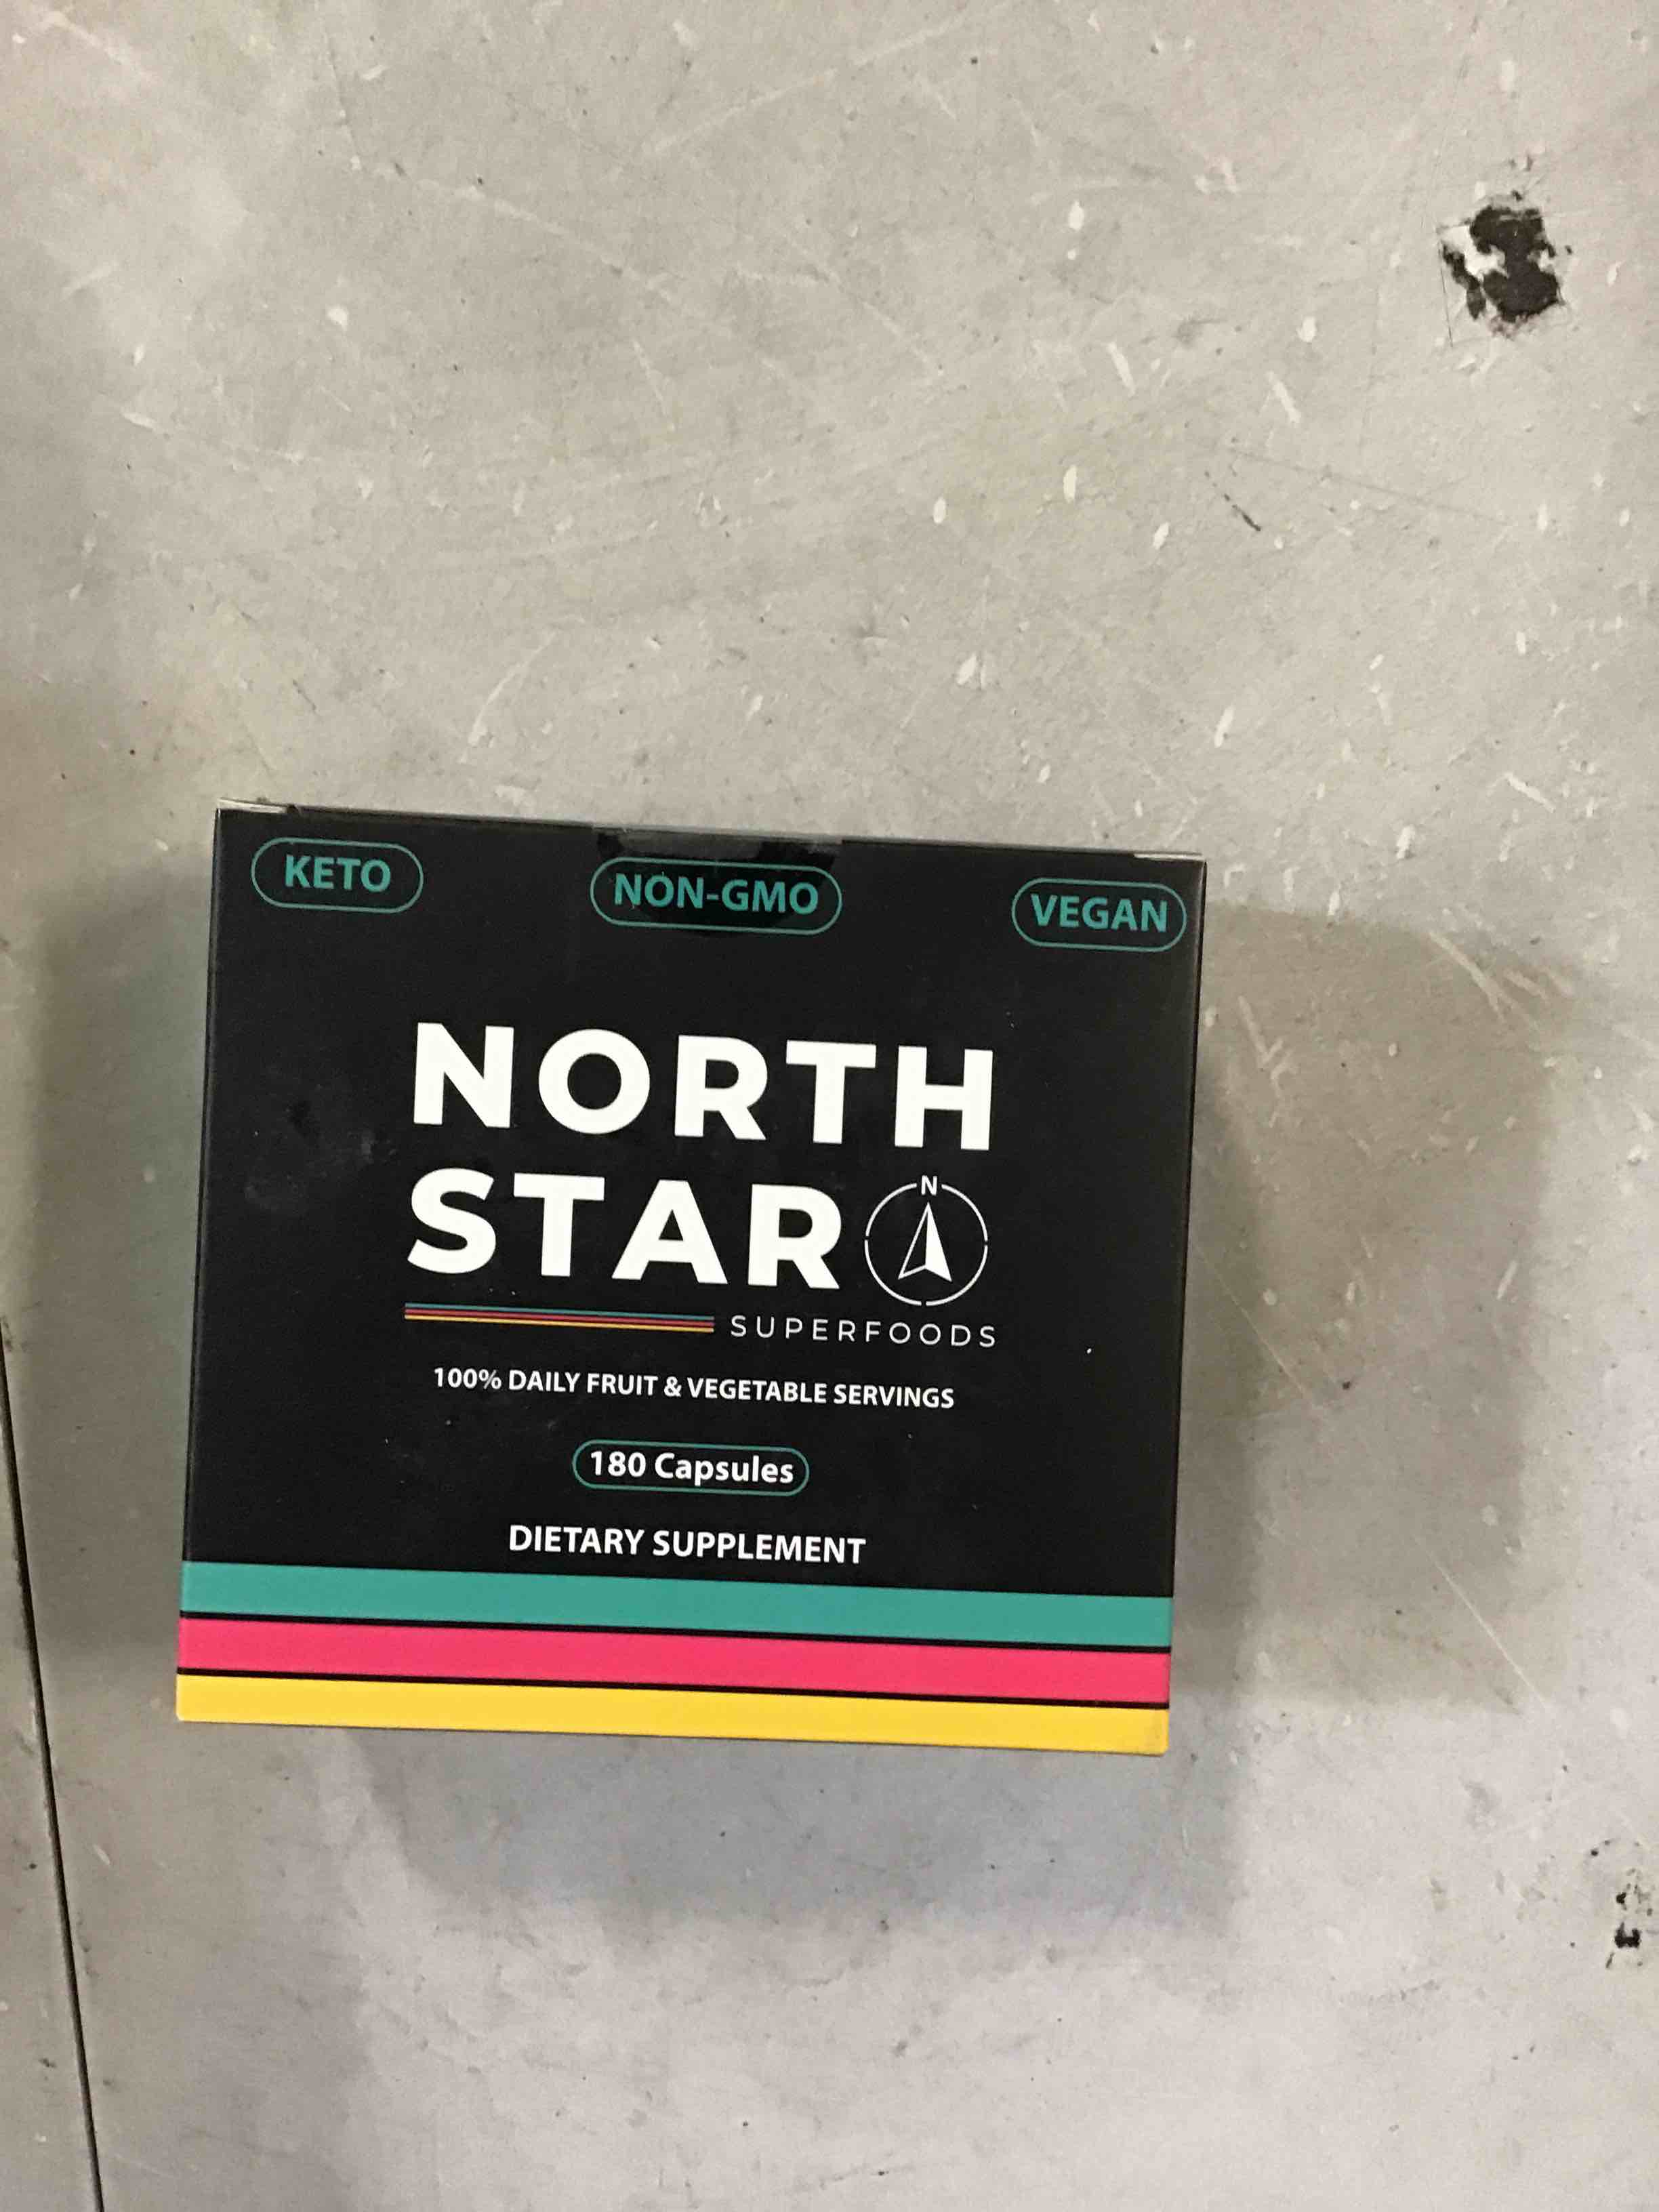 KETO NON-GMO VEGAN
NORTH
STAR N
SUPERFOODS
100% DAILY FRUIT & VEGETABLE SERVINGS
180 Capsules
DIETARY SUPPLEMENT